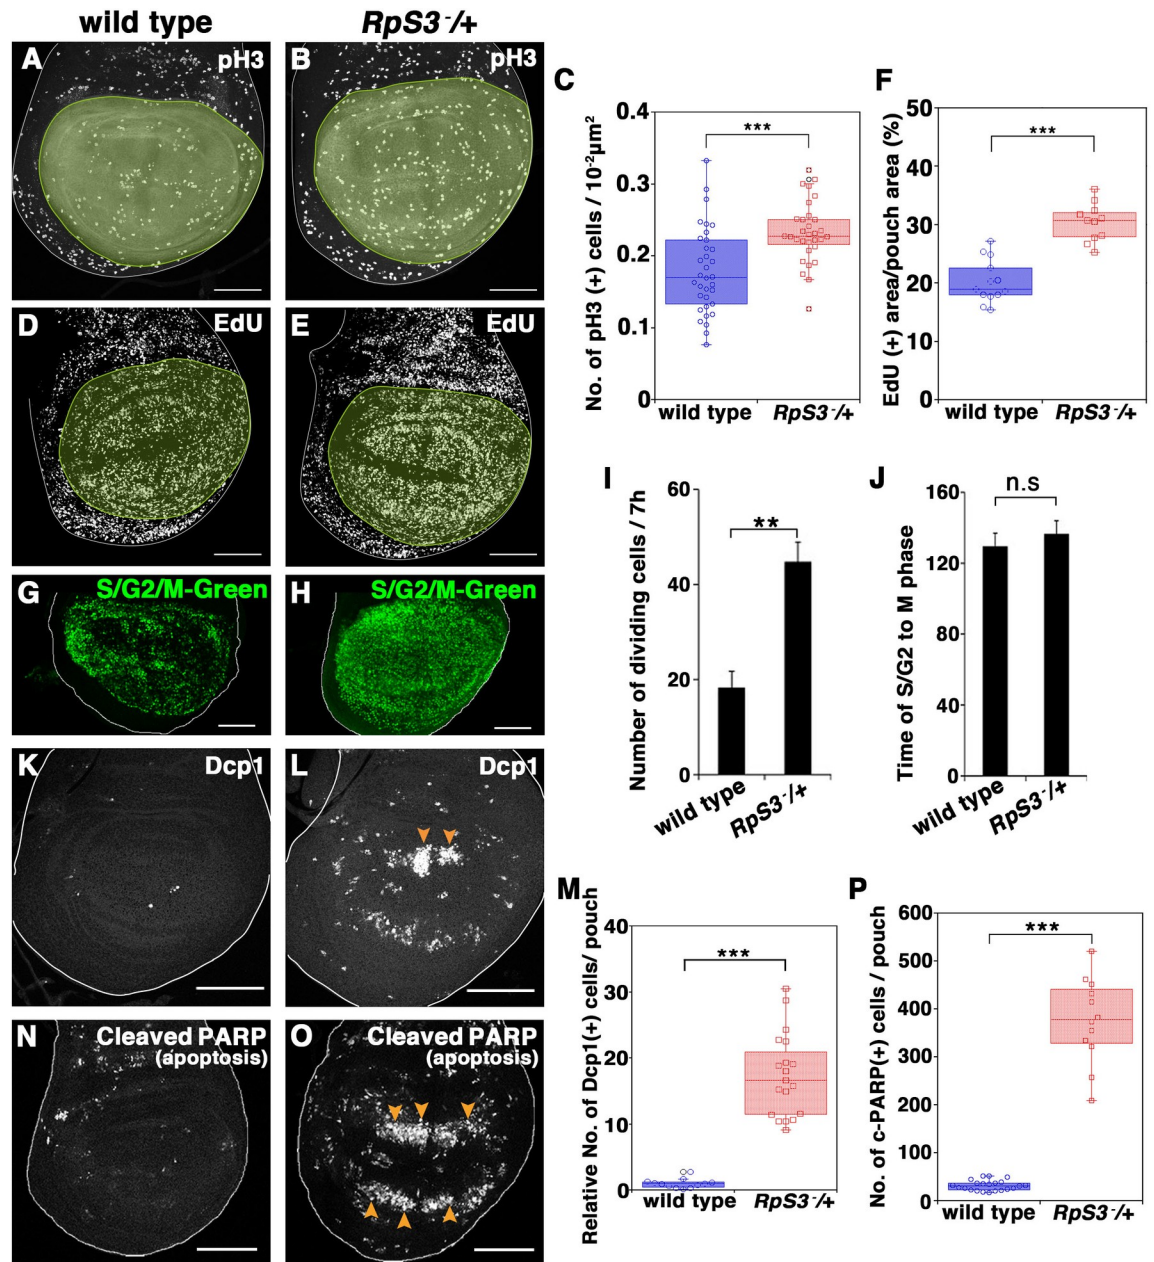 wild type
RpS3⁻/+
A
pH3
B
pH3
C
No. of pH3 (+) cells / 10⁻²µm²
0.4
0.3
0.2
0.1
0
***
wild type
RpS3⁻/+
F
EdU (+) area/pouch area (%)
50
40
30
20
10
0
***
wild type
RpS3⁻/+
D
EdU
E
EdU
G
S/G2/M-Green
H
S/G2/M-Green
I
Number of dividing cells / 7h
60
40
20
0
**
wild type
RpS3⁻/+
J
Time of S/G2 to M phase
160
120
80
40
0
n.s
wild type
RpS3⁻/+
K
Dcp1
L
Dcp1
M
Relative No. of Dcp1(+) cells/ pouch
40
30
20
10
0
***
wild type
RpS3⁻/+
P
No. of c-PARP(+) cells / pouch
600
500
400
300
200
100
0
***
wild type
RpS3⁻/+
N
Cleaved PARP
(apoptosis)
O
Cleaved PARP
(apoptosis)